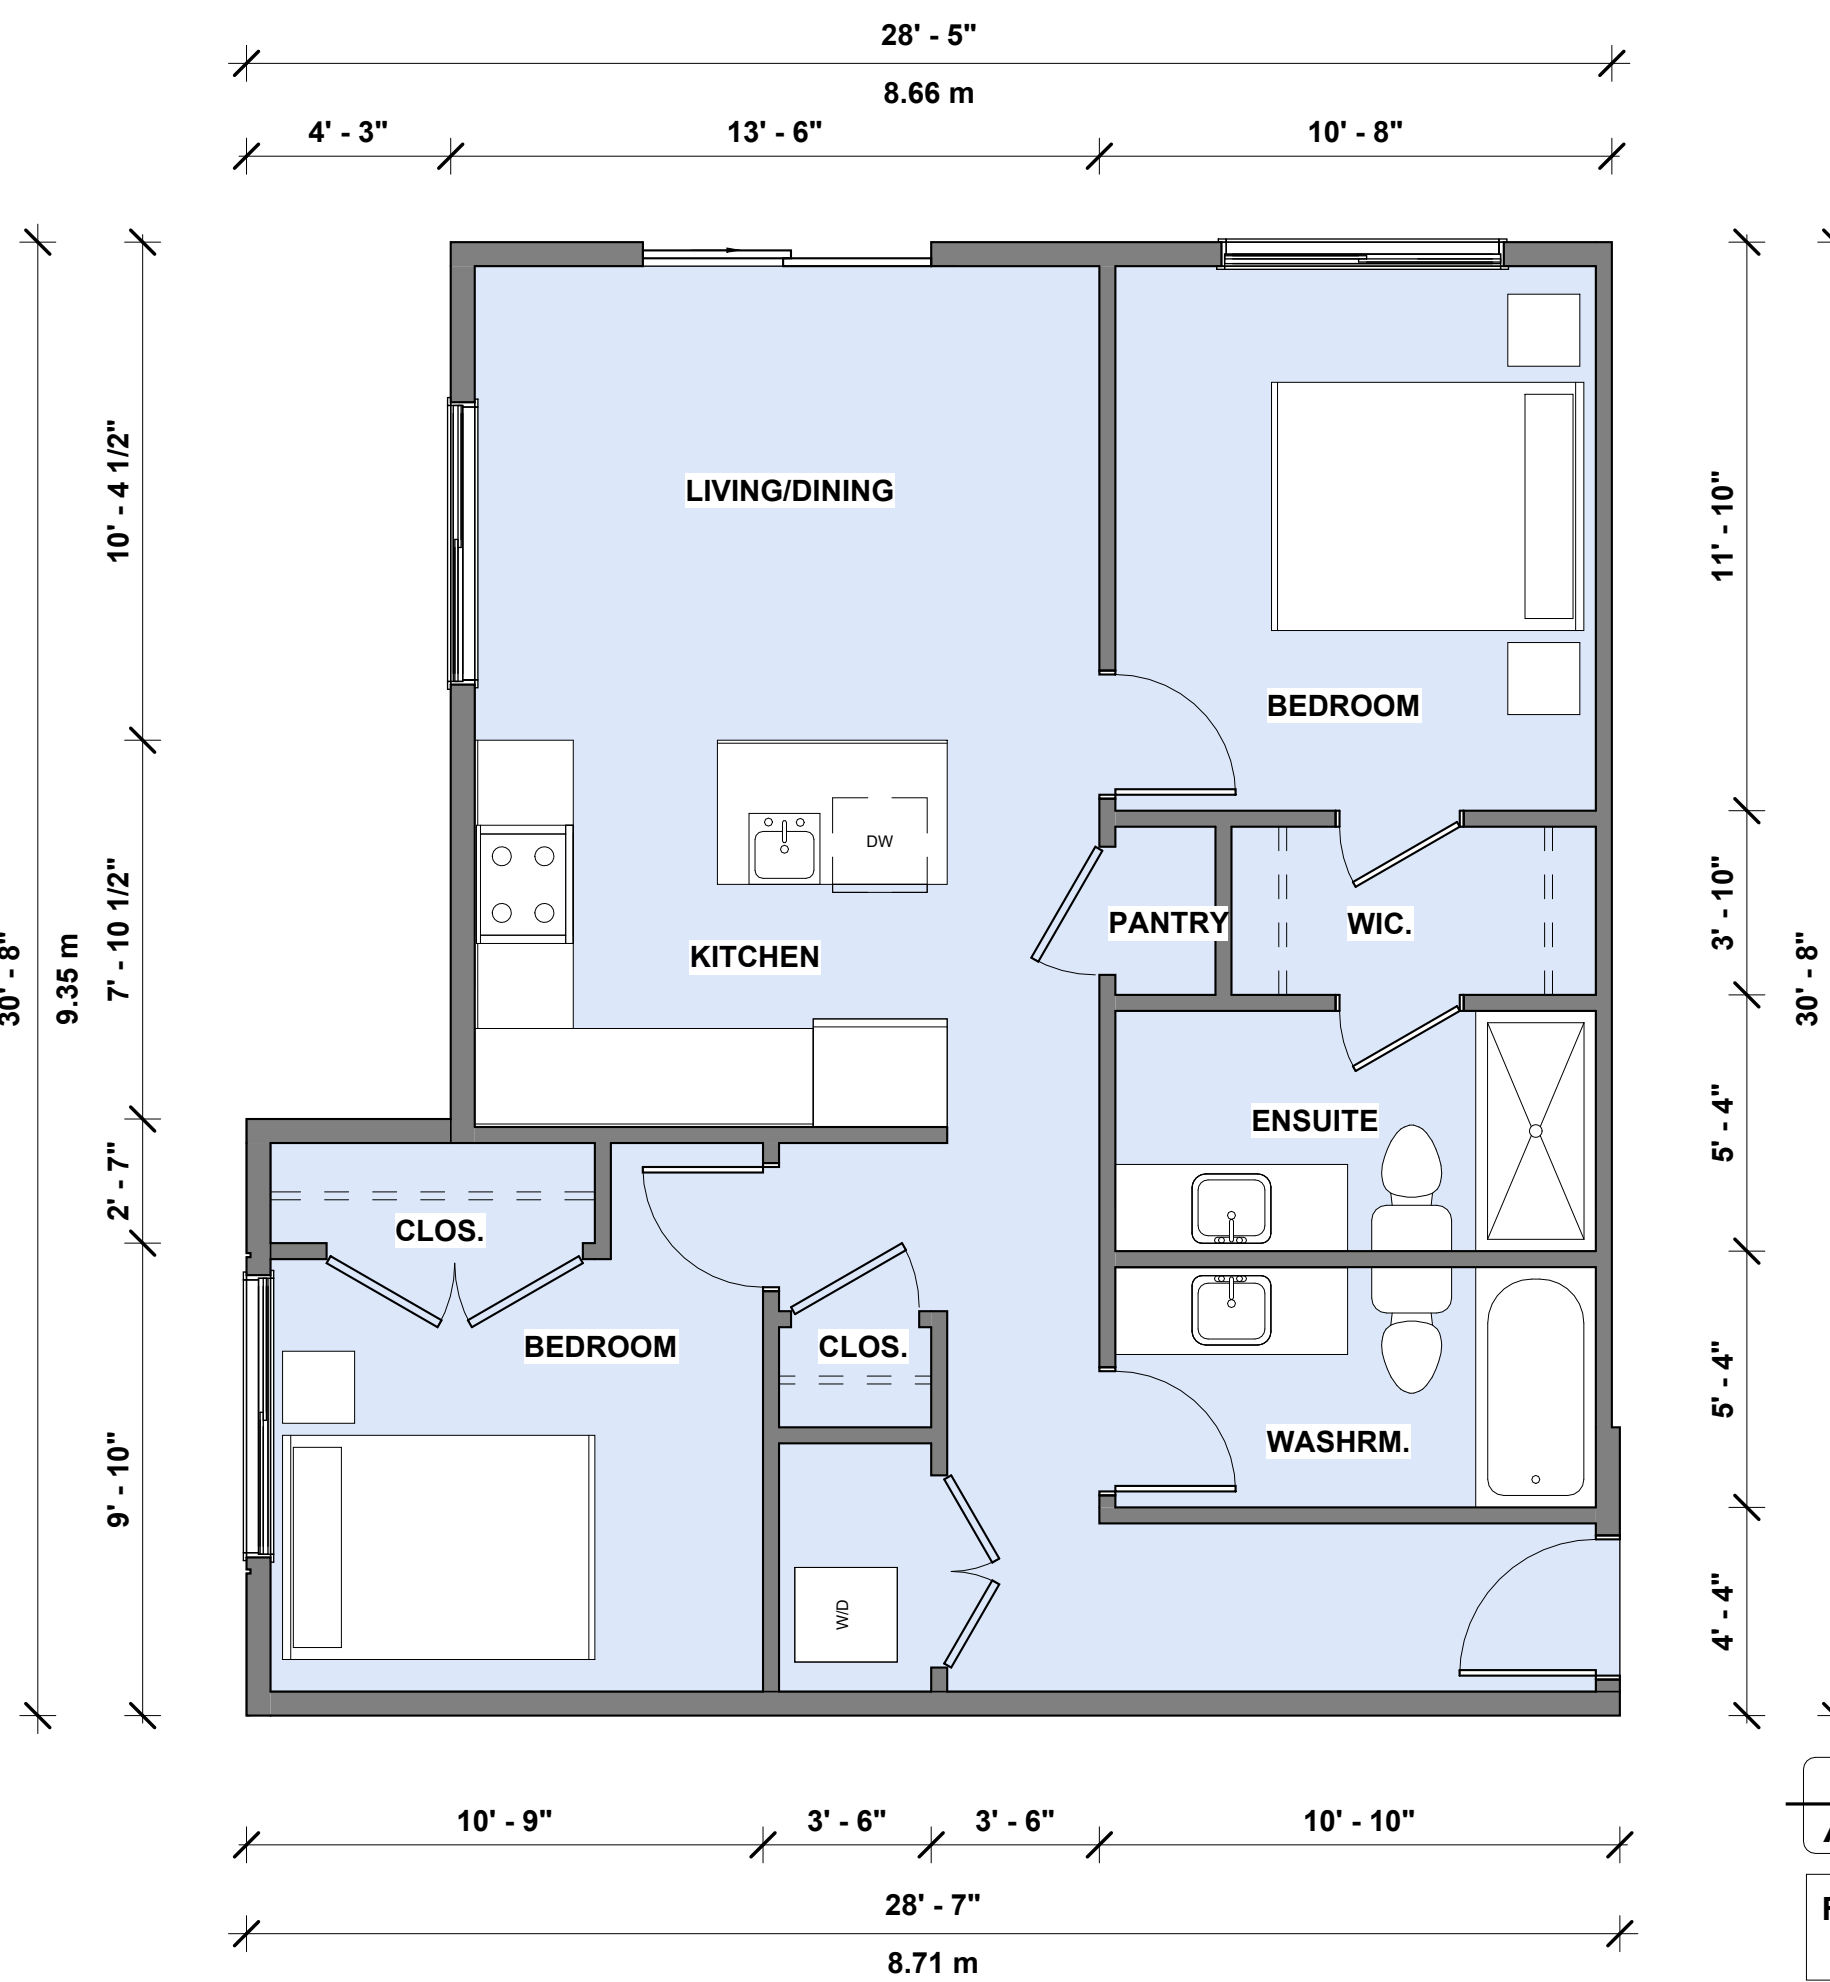 28' - 5"
8.66 m
4' - 3"
13' - 6"
10' - 8"
10' - 4 1/2"
7' - 10 1/2"
2' - 7"
9' - 10"
30' - 8"
9.35 m
LIVING/DINING
BEDROOM
DW
KITCHEN
PANTRY
WIC.
ENSUITE
CLOS.
BEDROOM
CLOS.
WASHRM.
W/D
11' - 10"
3' - 10"
5' - 4"
5' - 4"
4' - 4"
30' - 8"
10' - 9"
3' - 6"
3' - 6"
10' - 10"
28' - 7"
8.71 m